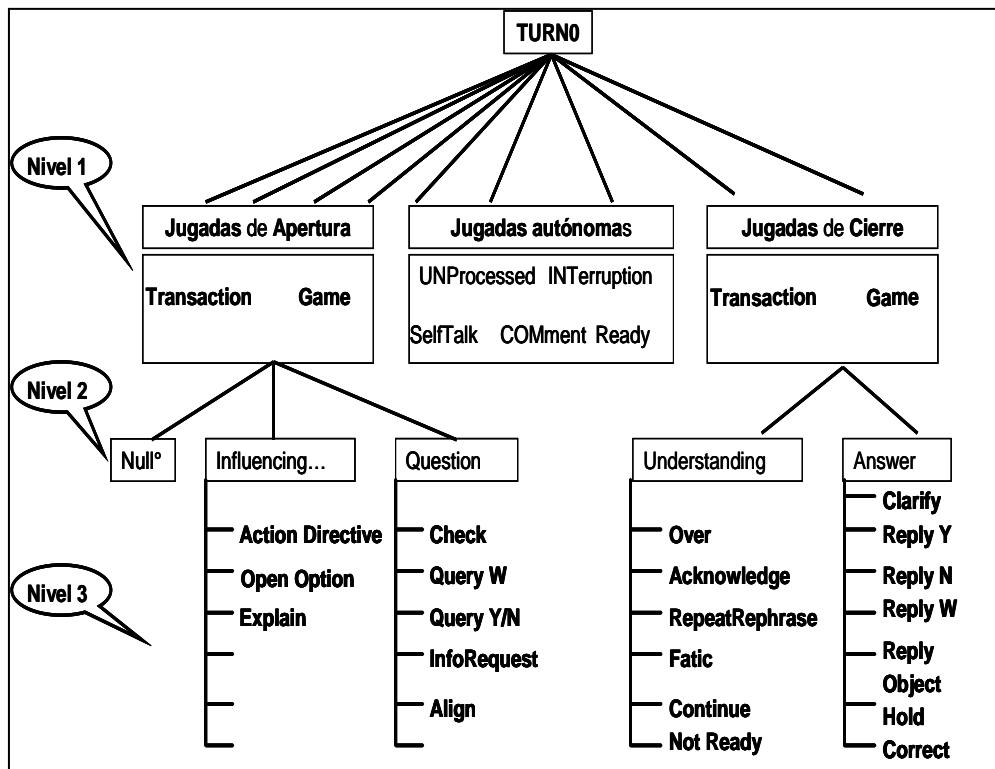 TURN0
Nivel 1
Jugadas de Apertura
Jugadas autónomas
Jugadas de Cierre
Transaction Game
UNProcessed INTerruption
SelfTalk COMment Ready
Transaction Game
Nivel 2
Null°
Influencing...
Question
Understanding
Answer
Nivel 3
Action Directive
Open Option
Explain
Check
Query W
Query Y/N
InfoRequest
Align
Over
Acknowledge
RepeatRephrase
Fatic
Continue
Not Ready
Clarify
Reply Y
Reply N
Reply W
Reply
Object
Hold
Correct